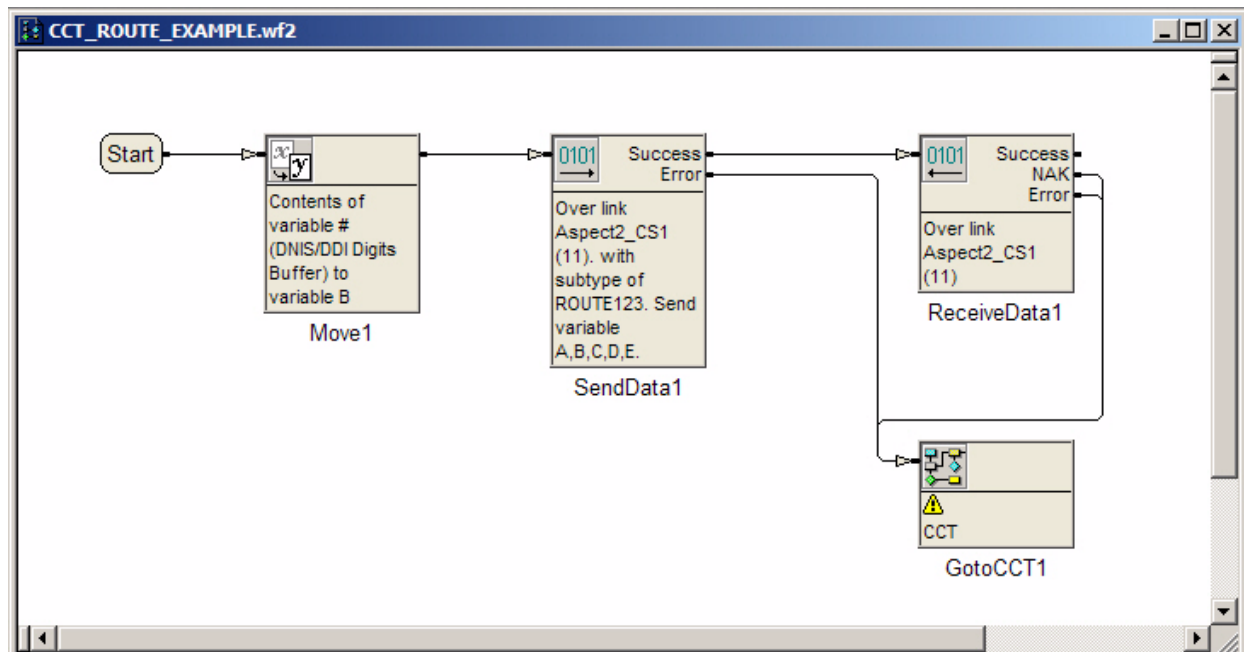 CCT_ROUTE_EXAMPLE.wf2
Start
x
y
Contents of
variable #
(DNIS/DDI Digits
Buffer) to
variable B
Move1
0101
Success
Error
Over link
Aspect2_CS1
(11). with
subtype of
ROUTE123. Send
variable
A,B,C,D,E.
SendData1
0101
Success
NAK
Error
Over link
Aspect2_CS1
(11)
ReceiveData1
CCT
GotoCCT1